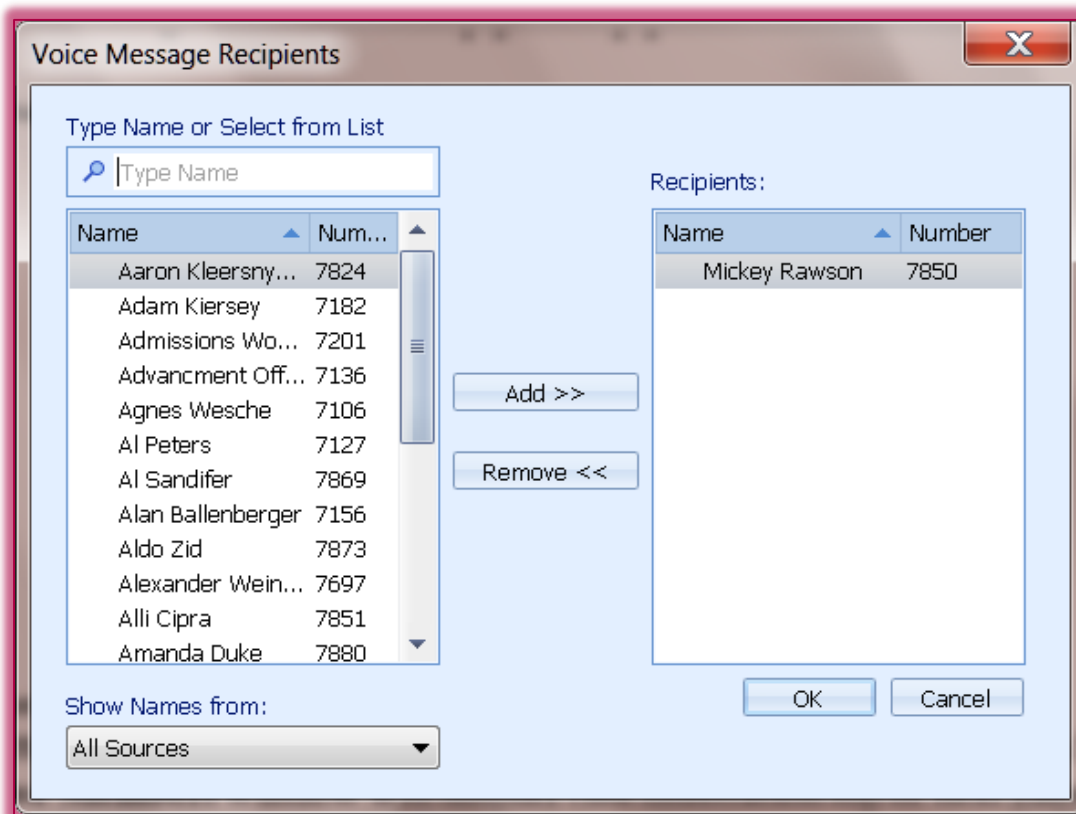 Voice Message Recipients
X
Type Name or Select from List
Type Name
Name Num...
Aaron Kleersny... 7824
Adam Kiersey 7182
Admissions Wo... 7201
Advancment Off... 7136
Agnes Wesche 7106
Al Peters 7127
Al Sandifer 7869
Alan Ballenberger 7156
Aldo Zid 7873
Alexander Wein... 7697
Alli Cipra 7851
Amanda Duke 7880
Show Names from:
All Sources
Add >>
Remove <<
Recipients:
Name Number
Mickey Rawson 7850
OK Cancel